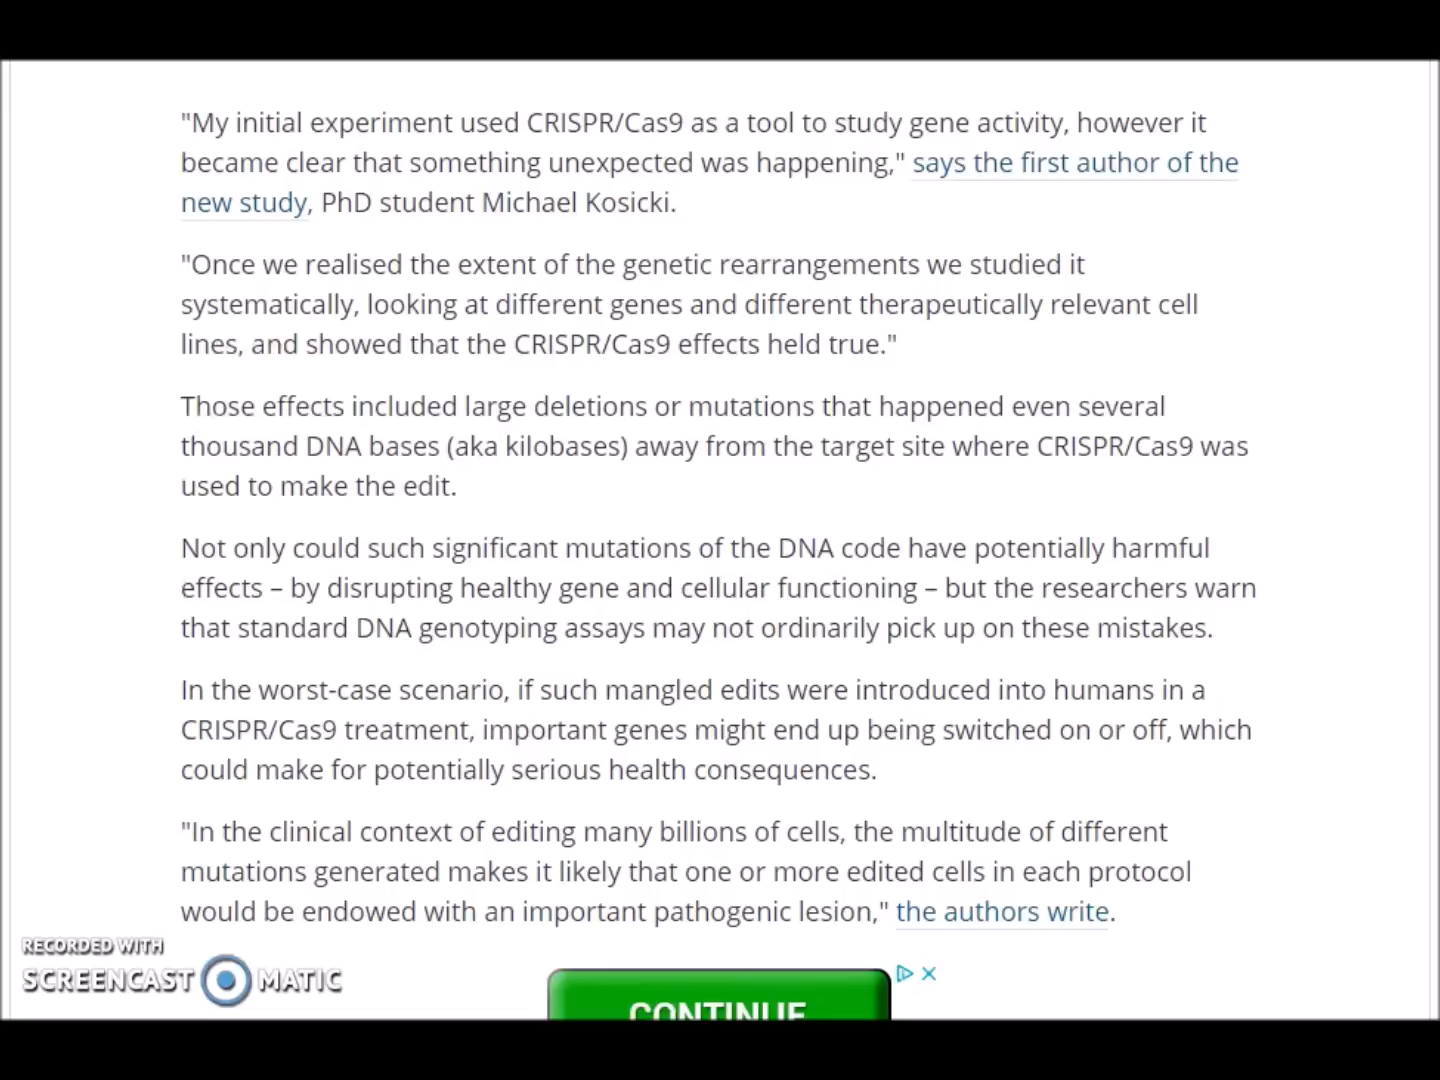 "My initial experiment used CRISPR/Cas9 as a tool to study gene activity, however it
became clear that something unexpected was happening," says the first author of the
new study, PhD student Michael Kosicki.
"Once we realised the extent of the genetic rearrangements we studied it
systematically, looking at different genes and different therapeutically relevant cell
lines, and showed that the CRISPR/Cas9 effects held true."
Those effects included large deletions or mutations that happened even several
thousand DNA bases (aka kilobases) away from the target site where CRISPR/Cas9 was
used to make the edit.
Not only could such significant mutations of the DNA code have potentially harmful
effects – by disrupting healthy gene and cellular functioning – but the researchers warn
that standard DNA genotyping assays may not ordinarily pick up on these mistakes.
In the worst-case scenario, if such mangled edits were introduced into humans in a
CRISPR/Cas9 treatment, important genes might end up being switched on or off, which
could make for potentially serious health consequences.
"In the clinical context of editing many billions of cells, the multitude of different
mutations generated makes it likely that one or more edited cells in each protocol
would be endowed with an important pathogenic lesion," the authors write.
RECORDED WITH
SCREENCAST MATIC
CONTINUE